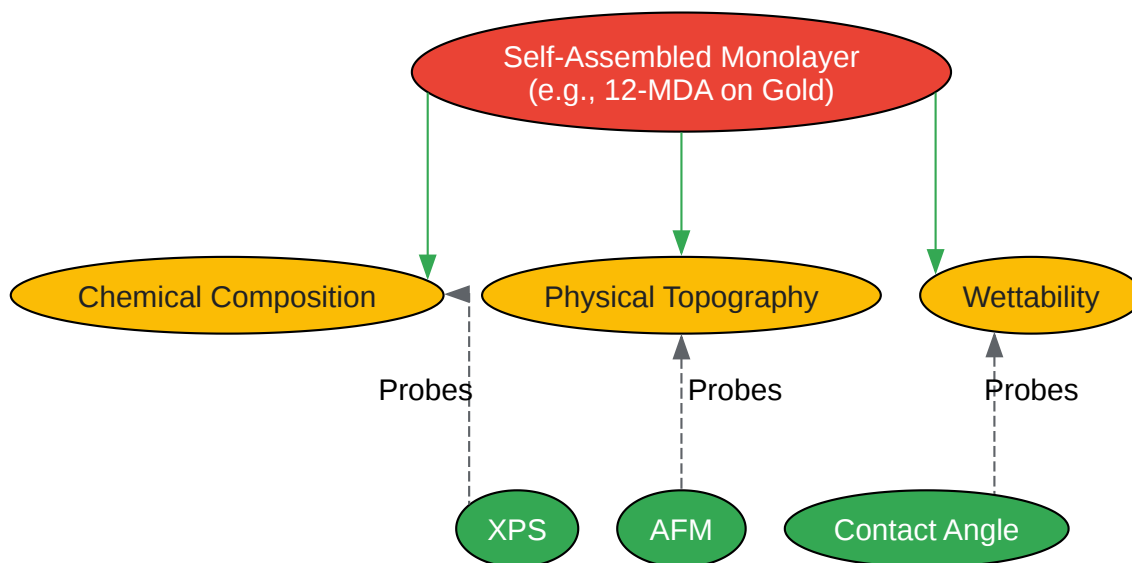 Self-Assembled Monolayer
(e.g., 12-MDA on Gold)
Chemical Composition
Physical Topography
Wettability
Probes
Probes
Probes
XPS
AFM
Contact Angle